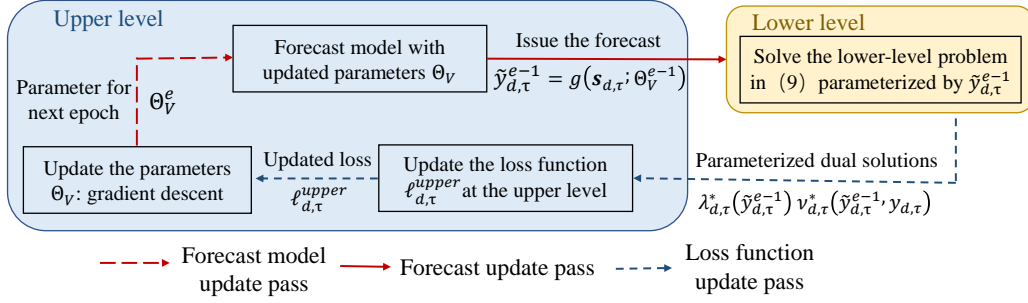 Upper level
Lower level
Forecast model with
updated parameters Θ_V
Issue the forecast
ỹ_{d,τ}^{e-1} = g(s_{d,τ}; Θ_V^{e-1})
Solve the lower-level problem
in（9）parameterized by ỹ_{d,τ}^{e-1}
Parameter for
next epoch
Θ_V^e
Update the parameters
Θ_V: gradient descent
Updated loss
ℓ_{d,τ}^{upper}
Update the loss function
ℓ_{d,τ}^{upper} at the upper level
Parameterized dual solutions
λ_{d,τ}^*(ỹ_{d,τ}^{e-1}) ν_{d,τ}^*(ỹ_{d,τ}^{e-1}, y_{d,τ})
Forecast model
update pass
Forecast update pass
Loss function
update pass